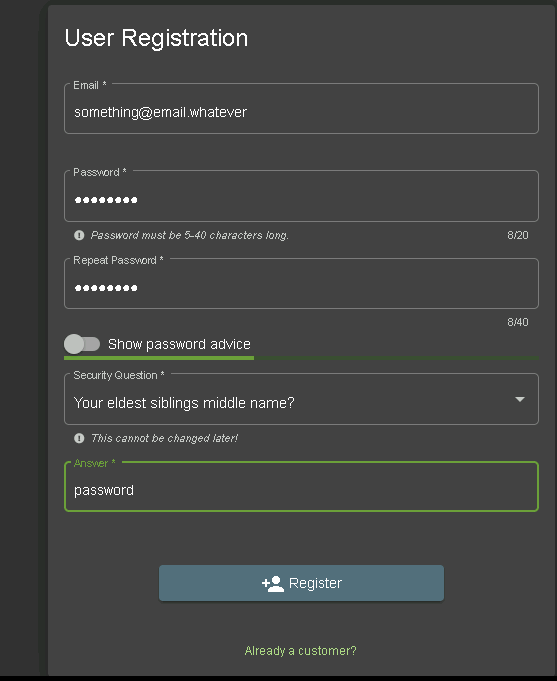 User Registration
Email *
something@email.whatever
Password *
••••••••
Password must be 5-40 characters long.
8/20
Repeat Password *
••••••••
8/40
Show password advice
Security Question *
Your eldest siblings middle name?
This cannot be changed later!
Answer *
password
Register
Already a customer?